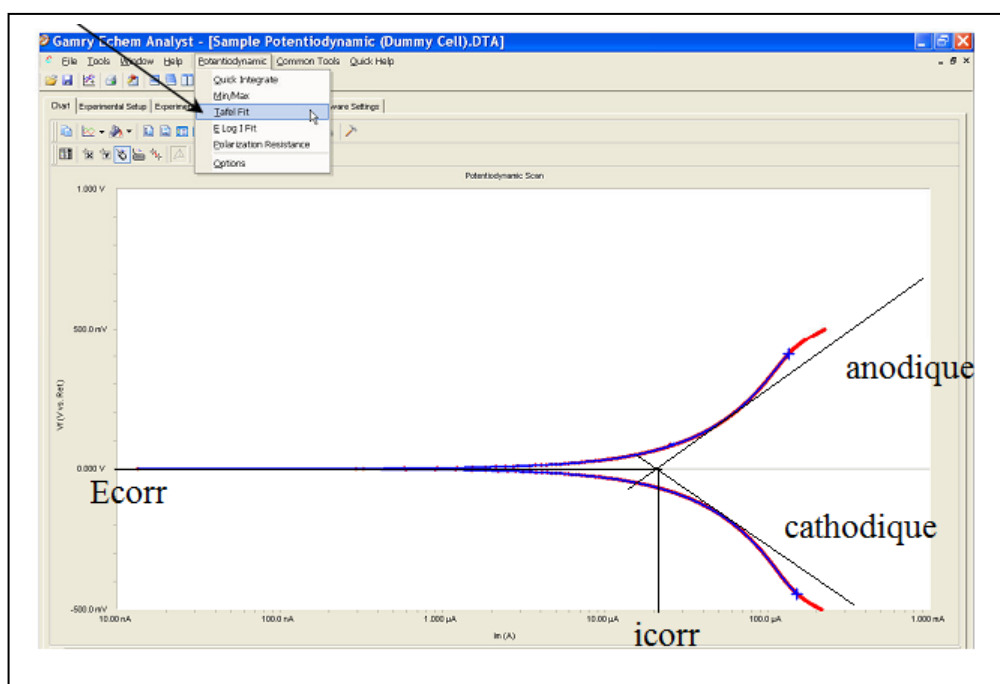 Gamry Echem Analyst - [Sample Potentiodynamic (Dummy Cell).DTA]
File Tools Window Help Potentiodynamic Common Tools Quick Help
Quick Integrate
Min/Max
Chart Experimental Setup ware Settings
Tafel Fit
E Log I Fit
Polarization Resistance
Options
Potentiodynamic Scan
1.000 V
500.0 mV
anodique
Vf (V vs. Ref.)
0.000 V
Ecorr
cathodique
-500.0 mV
10.00 nA 100.0 nA 1.000 µA 10.00 µA 100.0 µA 1.000 mA
Im (A)
icorr